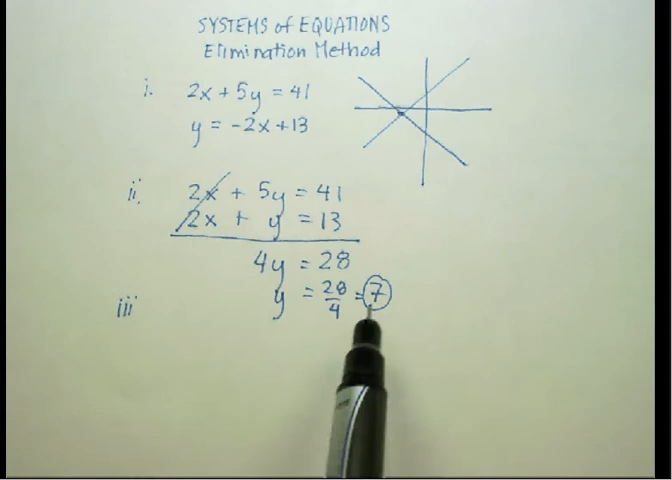 SYSTEMS of EQUATIONS
Elimination Method
i. 2x + 5y = 41
y = -2x + 13
ii. 2x + 5y = 41
2x + y = 13
4y = 28
y = 28/4 = 7
iii